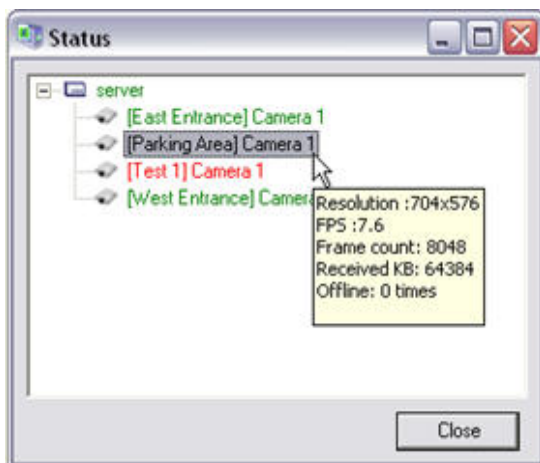 Status
server
[East Entrance] Camera 1
[Parking Area] Camera 1
[Test 1] Camera 1
[West Entrance] Camera
Resolution :704x576
FPS :7.6
Frame count: 8048
Received KB: 64384
Offline: 0 times
Close